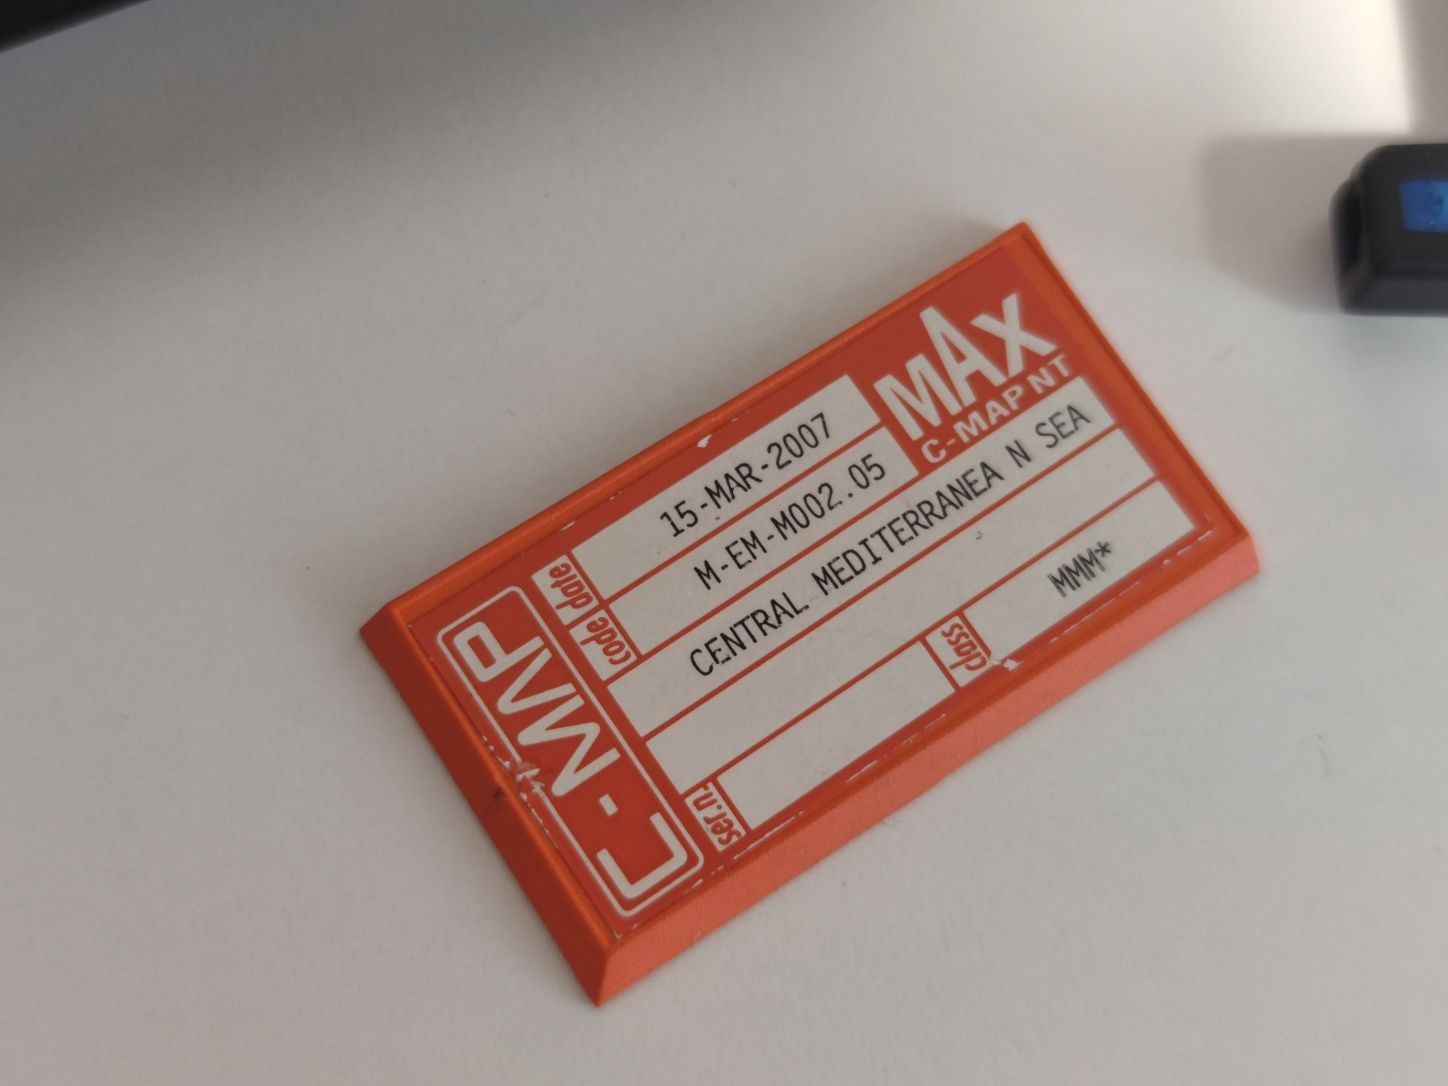 MAX
C-MAP NT
date 15-MAR-2007
code M-EM-M002.05
CENTRAL MEDITERRANEA N SEA
class MMM*
ser.n.
C-MAP